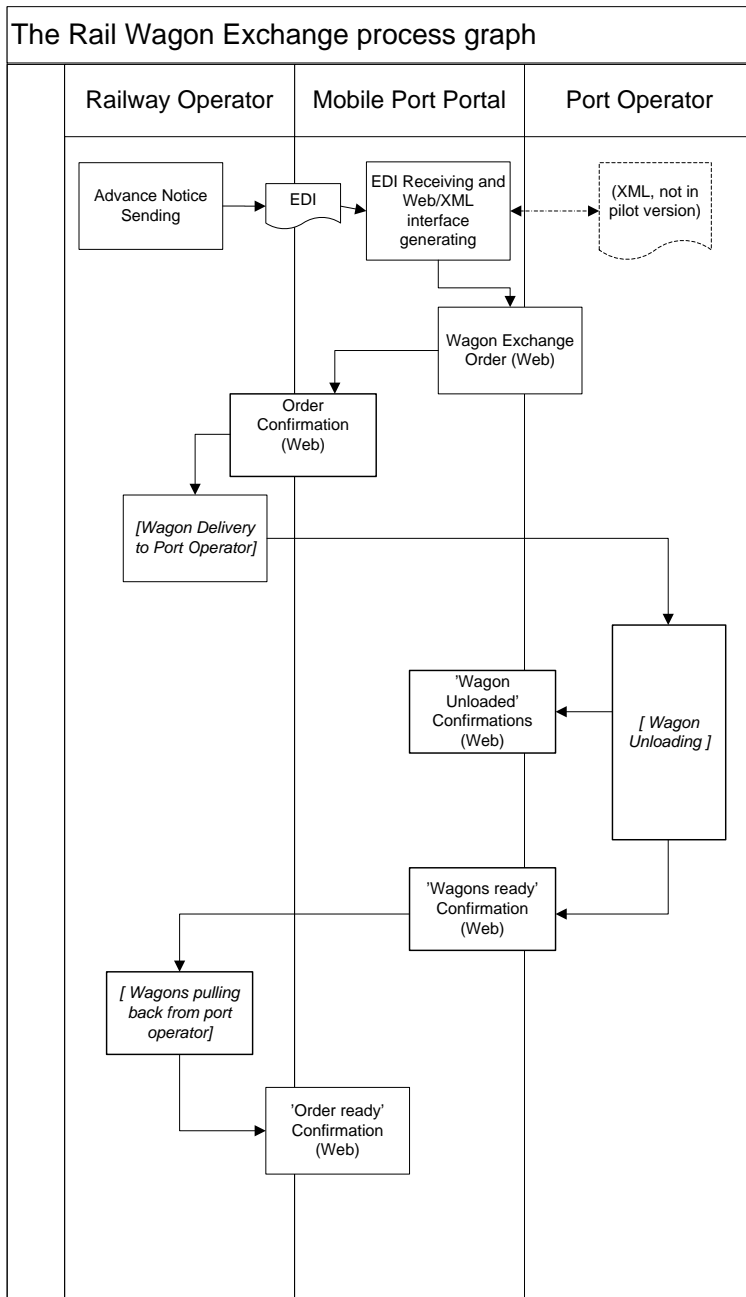 The Rail Wagon Exchange process graph
Railway Operator
Mobile Port Portal
Port Operator
Advance Notice
Sending
EDI
EDI Receiving and
Web/XML
interface
generating
(XML, not in
pilot version)
Wagon Exchange
Order (Web)
Order
Confirmation
(Web)
[Wagon Delivery
to Port Operator]
’Wagon
Unloaded’
Confirmations
(Web)
[ Wagon
Unloading ]
’Wagons ready’
Confirmation
(Web)
[ Wagons pulling
back from port
operator]
’Order ready’
Confirmation
(Web)